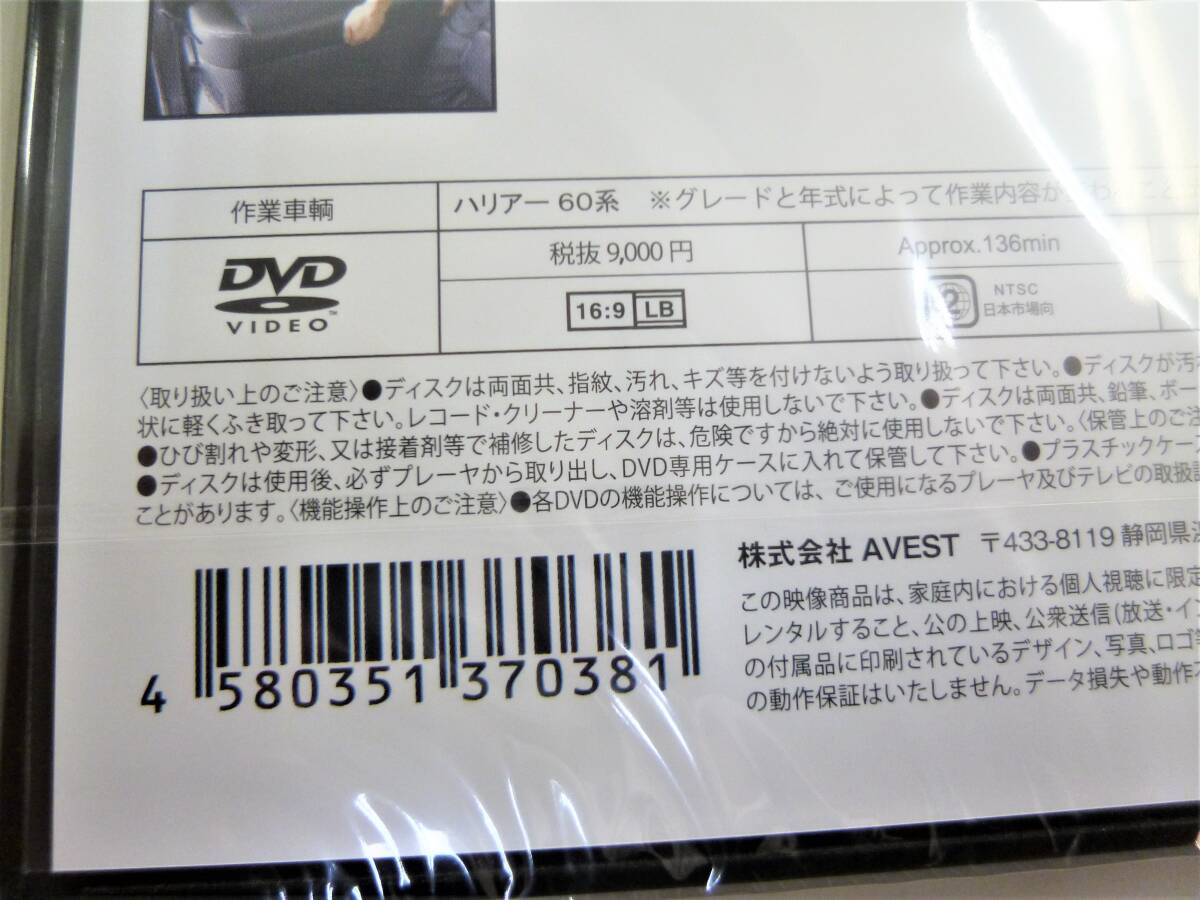 作業車輌
ハリアー 60系 ※グレードと年式によって作業内容が
DVD
VIDEO
TM
税抜 9,000 円
Approx.136min
16:9 LB
2
NTSC
日本市場向
〈取り扱い上のご注意〉●ディスクは両面共、指紋、汚れ、キズ等を付けないよう取り扱って下さい。●ディスクが汚
状に軽くふき取って下さい。レコード・クリーナーや溶剤等は使用しないで下さい。●ディスクは両面共、鉛筆、ボー
●ひび割れや変形、又は接着剤等で補修したディスクは、危険ですから絶対に使用しないで下さい。〈保管上のご注
●ディスクは使用後、必ずプレーヤから取り出し、DVD専用ケースに入れて保管して下さい。●プラスチックケー
ことがあります。〈機能操作上のご注意〉●各DVDの機能操作については、ご使用になるプレーヤ及びテレビの取扱説
株式会社 AVEST 〒433-8119 静岡県浜
この映像商品は、家庭内における個人視聴に限定
レンタルすること、公の上映、公衆送信(放送・イン
の付属品に印刷されているデザイン、写真、ロゴ
の動作保証はいたしません。データ損失や動作
4 580351 370381